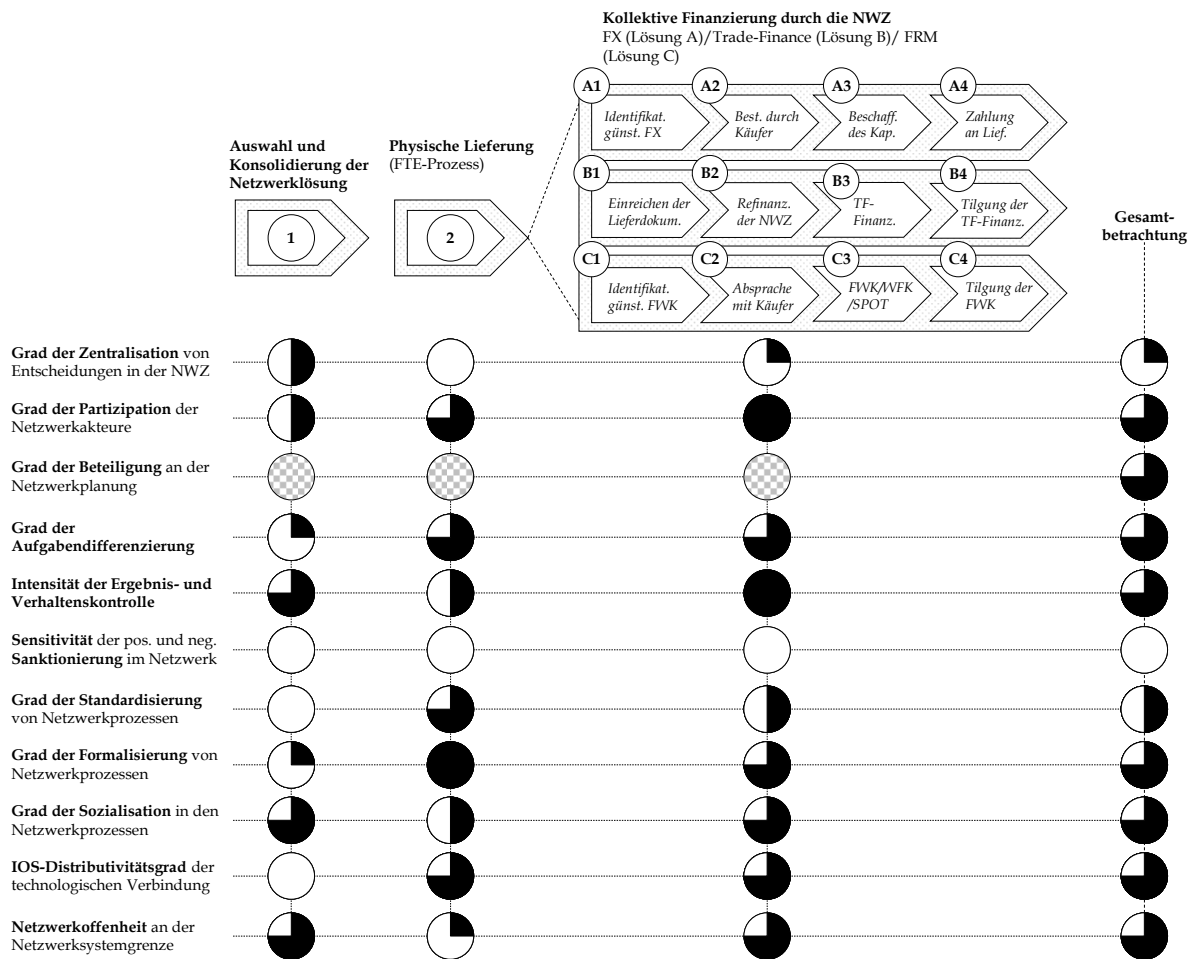 Kollektive Finanzierung durch die NWZ
FX (Lösung A)/Trade-Finance (Lösung B)/ FRM
(Lösung C)
A1
A2
A3
A4
Identifikat.
günst. FX
Best. durch
Käufer
Beschaff.
des Kap.
Zahlung
an Lief.
Auswahl und
Konsolidierung der
Netzwerklösung
Physische Lieferung
(FTE-Prozess)
1
2
B1
B2
B3
B4
Einreichen der
Lieferdokum.
Refinanz.
der NWZ
TF-
Finanz.
Tilgung der
TF-Finanz.
Gesamt-
betrachtung
C1
C2
C3
C4
Identifikat.
günst. FWK
Absprache
mit Käufer
FWK/WFK
/SPOT
Tilgung der
FWK
Grad der Zentralisation von
Entscheidungen in der NWZ
Grad der Partizipation der
Netzwerkakteure
Grad der Beteiligung an der
Netzwerkplanung
Grad der
Aufgabendifferenzierung
Intensität der Ergebnis- und
Verhaltenskontrolle
Sensitivität der pos. und neg.
Sanktionierung im Netzwerk
Grad der Standardisierung
von Netzwerkprozessen
Grad der Formalisierung von
Netzwerkprozessen
Grad der Sozialisation in den
Netzwerkprozessen
IOS-Distributivitätsgrad der
technologischen Verbindung
Netzwerkoffenheit an der
Netzwerksystemgrenze